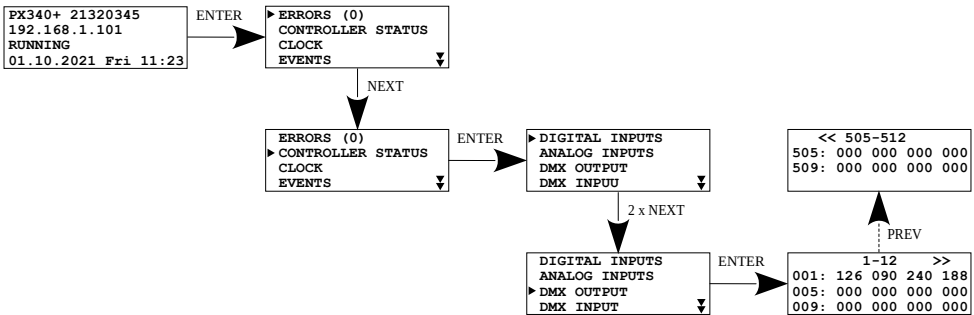 PX340+ 21320345
192.168.1.101
RUNNING
01.10.2021 Fri 11:23
ENTER
ERRORS (0)
CONTROLLER STATUS
CLOCK
EVENTS
NEXT
ERRORS (0)
CONTROLLER STATUS
CLOCK
EVENTS
ENTER
DIGITAL INPUTS
ANALOG INPUTS
DMX OUTPUT
DMX INPUU
2 x NEXT
DIGITAL INPUTS
ANALOG INPUTS
DMX OUTPUT
DMX INPUT
ENTER
1-12 >>
001: 126 090 240 188
005: 000 000 000 000
009: 000 000 000 000
PREV
<< 505-512
505: 000 000 000 000
509: 000 000 000 000